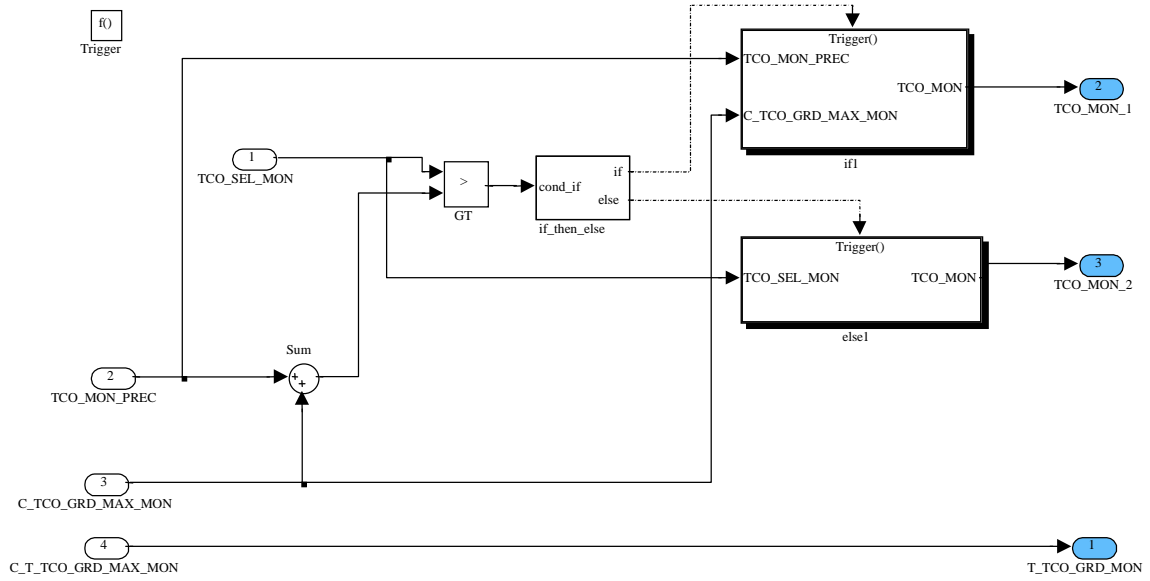 f()
Trigger
Trigger()
TCO_MON_PREC
TCO_MON
C_TCO_GRD_MAX_MON
if1
2
TCO_MON_1
1
TCO_SEL_MON
>
GT
cond_if
if
else
if_then_else
Trigger()
TCO_SEL_MON
TCO_MON
else1
3
TCO_MON_2
Sum
+
+
2
TCO_MON_PREC
3
C_TCO_GRD_MAX_MON
4
C_T_TCO_GRD_MAX_MON
1
T_TCO_GRD_MON